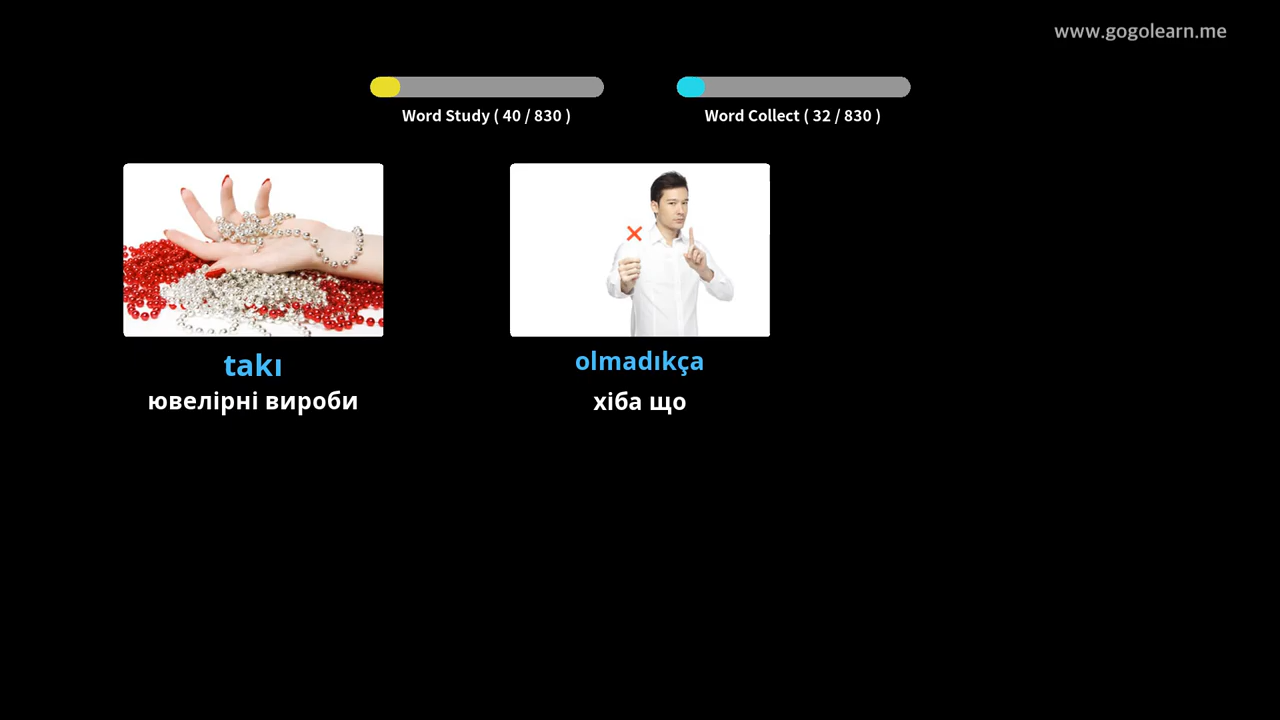 www.gogolearn.me
Word Study ( 40 / 830 )
Word Collect ( 32 / 830 )
takı
ювелірні вироби
olmadıkça
хіба що